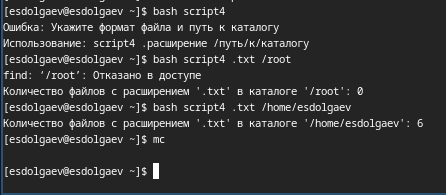 [esdolgaev@esdolgaev ~]$ bash script4
Ошибка: Укажите формат файла и путь к каталогу
Использование: script4 .расширение /путь/к/каталогу
[esdolgaev@esdolgaev ~]$ bash script4 .txt /root
find: ‘/root’: Отказано в доступе
Количество файлов с расширением '.txt' в каталоге '/root': 0
[esdolgaev@esdolgaev ~]$ bash script4 .txt /home/esdolgaev
Количество файлов с расширением '.txt' в каталоге '/home/esdolgaev': 6
[esdolgaev@esdolgaev ~]$ mc
[esdolgaev@esdolgaev ~]$